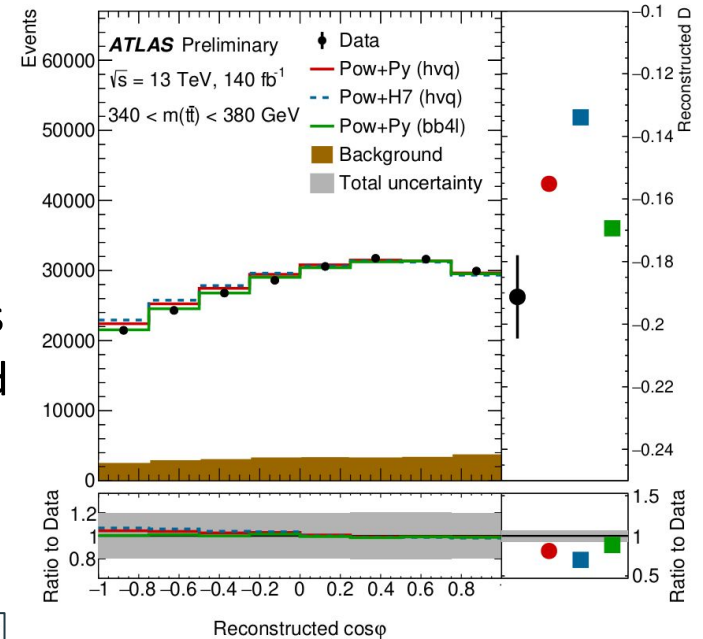 Events
60000
50000
40000
30000
20000
10000
0
ATLAS Preliminary
√s = 13 TeV, 140 fb⁻¹
340 < m(tt̄) < 380 GeV
Data
Pow+Py (hvq)
Pow+H7 (hvq)
Pow+Py (bb4l)
Background
Total uncertainty
−0.1
−0.12
−0.14
−0.16
−0.18
−0.2
−0.22
−0.24
Reconstructed D
Ratio to Data
1.2
1
0.8
−1 −0.8 −0.6 −0.4 −0.2 0 0.2 0.4 0.6 0.8
Reconstructed cosφ
1.5
1
0.5
Ratio to Data